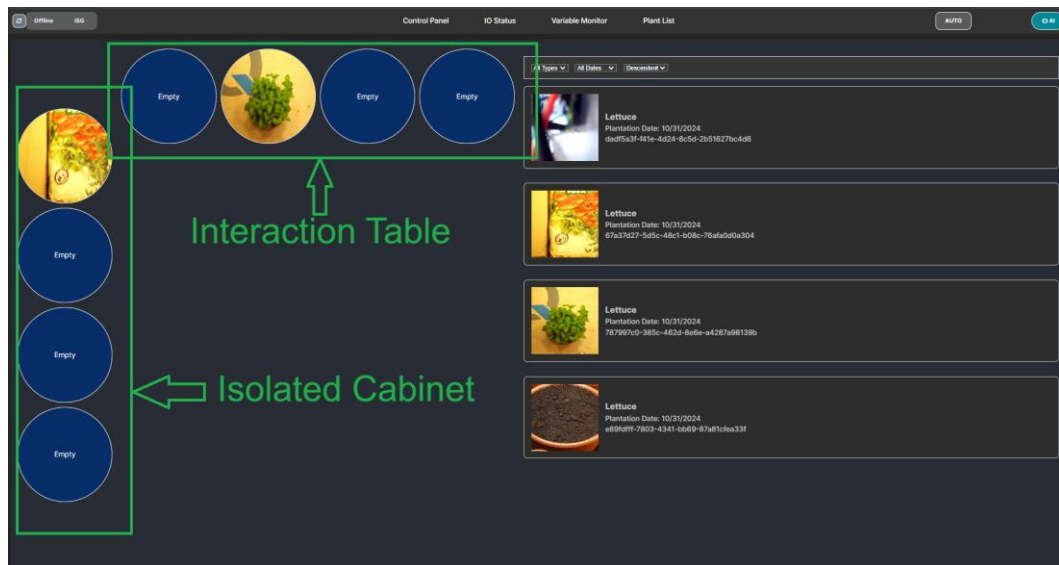 Offline ISG Control Panel IO Status Variable Monitor Plant List AUTO AI
Empty Empty Empty
All Types All Dates Descendent
Lettuce
Plantation Date: 10/31/2024
dadf5a3f-f41e-4d24-8c5d-2b51627bc4d6
Interaction Table
Lettuce
Plantation Date: 10/31/2024
67a37d27-5d5c-48c1-b08c-76afa0d0a304
Empty
Lettuce
Plantation Date: 10/31/2024
787997c0-385c-462d-8e6e-a4287a98139b
Empty
Isolated Cabinet
Lettuce
Plantation Date: 10/31/2024
e89fdfff-7803-4341-bb69-87a81cfea33f
Empty